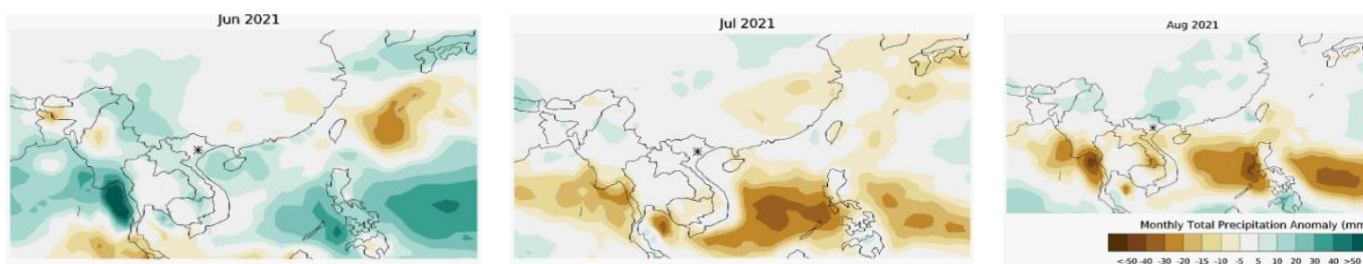 Jun 2021
Jul 2021
Aug 2021
Monthly Total Precipitation Anomaly (mm
<-50 -40 -30 -20 -15 -10 -5 5 10 20 30 40 >50